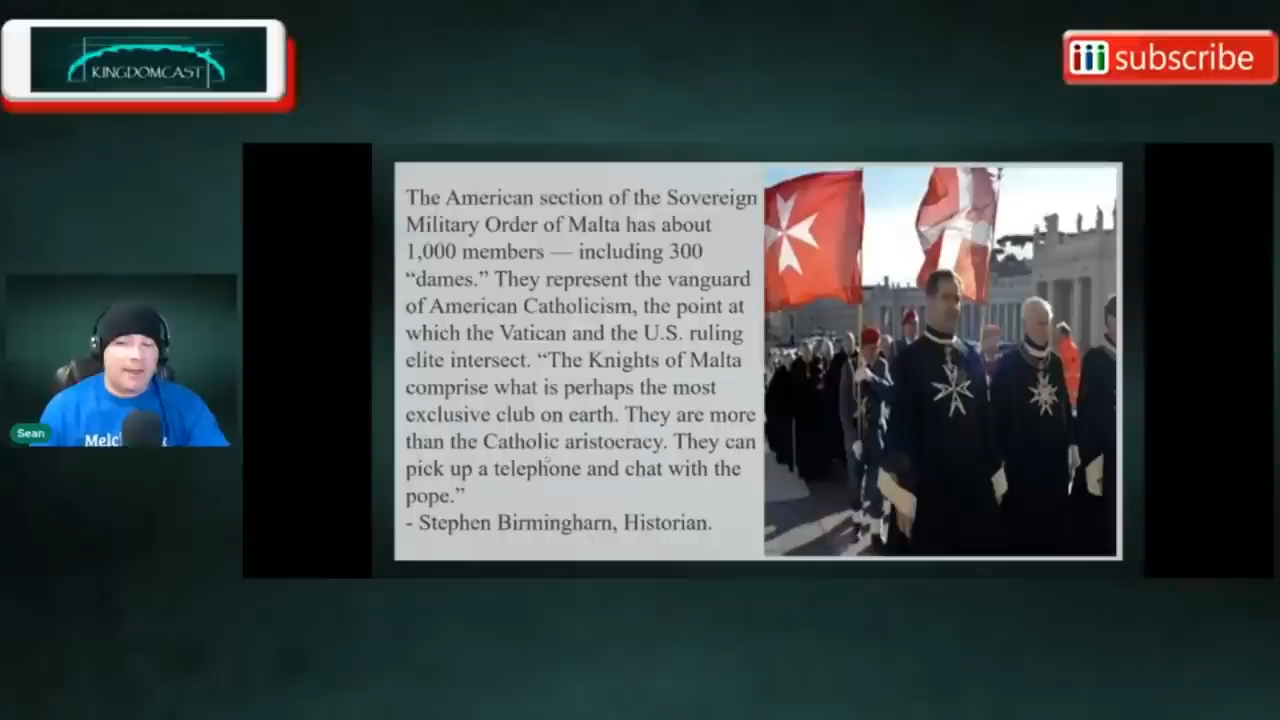 KINGDOMCAST
subscribe
The American section of the Sovereign
Military Order of Malta has about
1,000 members — including 300
“dames.” They represent the vanguard
of American Catholicism, the point at
which the Vatican and the U.S. ruling
elite intersect. “The Knights of Malta
comprise what is perhaps the most
exclusive club on earth. They are more
than the Catholic aristocracy. They can
pick up a telephone and chat with the
pope.”
- Stephen Birmingharn, Historian.
Sean